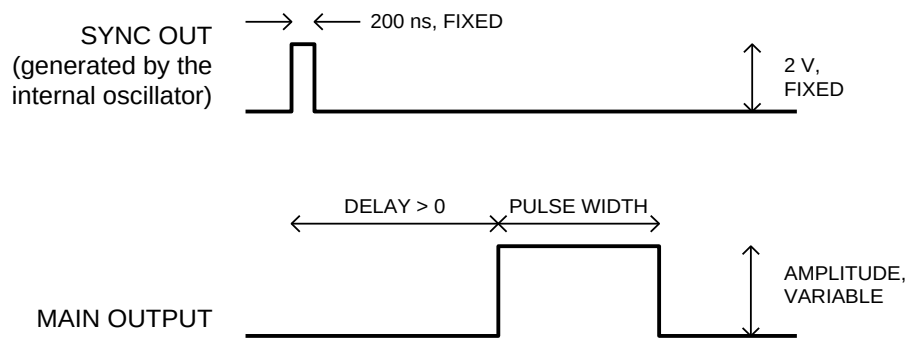 200 ns, FIXED
SYNC OUT
(generated by the
internal oscillator)
2 V,
FIXED
DELAY > 0
PULSE WIDTH
AMPLITUDE,
VARIABLE
MAIN OUTPUT